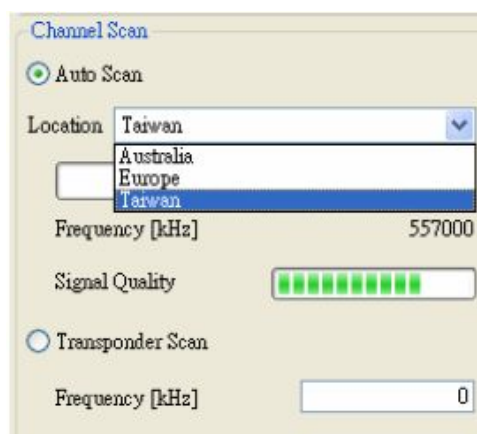 Channel Scan
Auto Scan
Location Taiwan
Australia
Europe
Taiwan
Frequency [kHz] 557000
Signal Quality
Transponder Scan
Frequency [kHz] 0